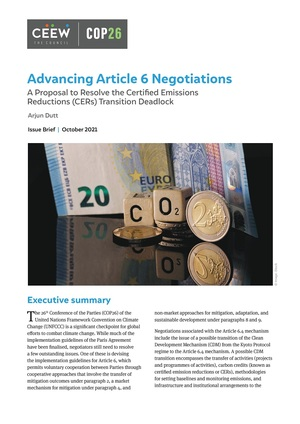 CEEW
THE COUNCIL
COP26
Advancing Article 6 Negotiations
A Proposal to Resolve the Certified Emissions
Reductions (CERs) Transition Deadlock
Arjun Dutt
Issue Brief | October 2021
20
EURO
CO2
2
Executive summary
The 26th Conference of the Parties (COP26) of the
United Nations Framework Convention on Climate
Change (UNFCCC) is a significant checkpoint for global
efforts to combat climate change. While much of the
implementation guidelines of the Paris Agreement
have been finalised, negotiators still need to resolve
a few outstanding issues. One of these is devising
the implementation guidelines for Article 6, which
permits voluntary cooperation between Parties through
cooperative approaches that involve the transfer of
mitigation outcomes under paragraph 2, a market
mechanism for mitigation under paragraph 4, and
non-market approaches for mitigation, adaptation, and
sustainable development under paragraphs 8 and 9.
Negotiations associated with the Article 6.4 mechanism
include the issue of a possible transition of the Clean
Development Mechanism (CDM) from the Kyoto Protocol
regime to the Article 6.4 mechanism. A possible CDM
transition encompasses the transfer of activities (projects
and programmes of activities), carbon credits (known as
certified emission reductions or CERs), methodologies
for setting baselines and monitoring emissions, and
infrastructure and institutional arrangements to the